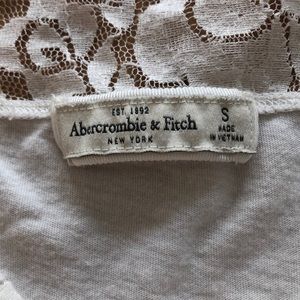 EST. 1892
Abercrombie & Fitch
NEW YORK
S
MADE
IN VIETNAM